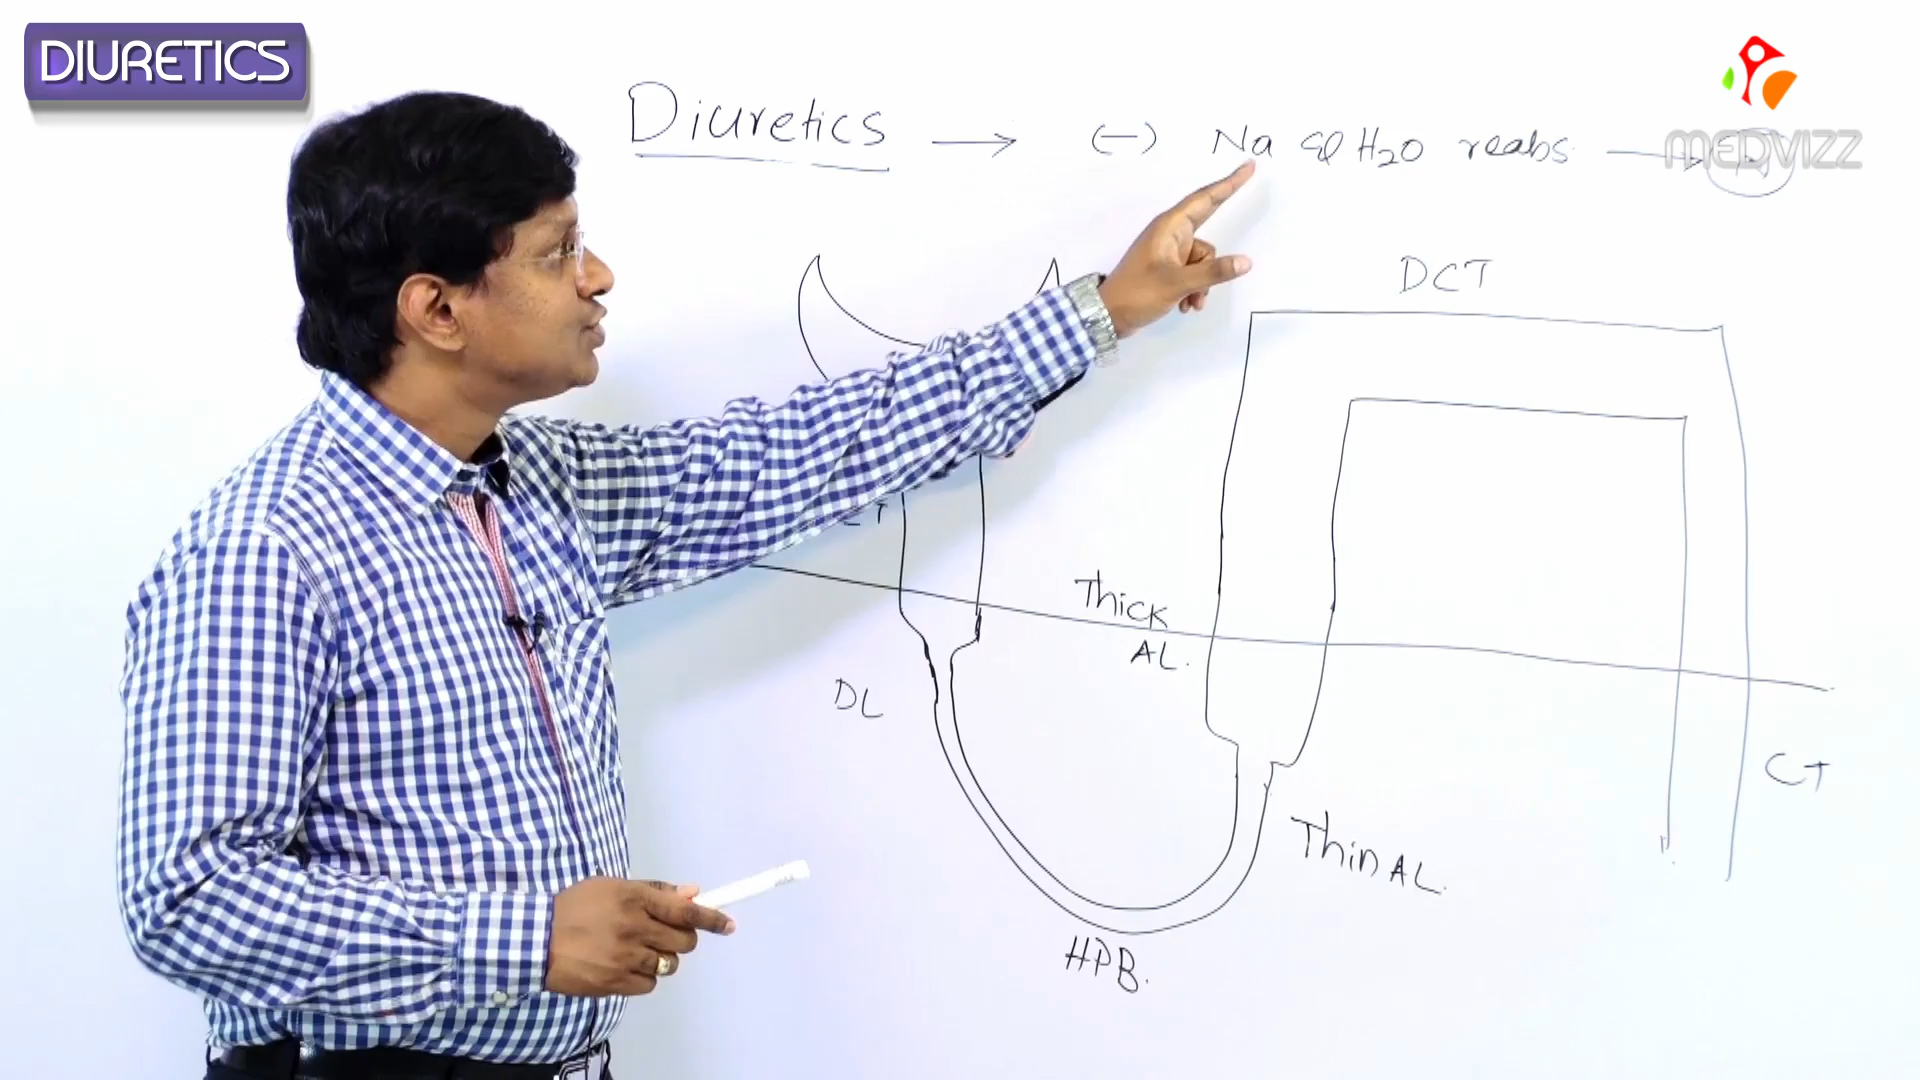 DIURETICS
MEDVIZZ
Diuretics → (-) Na & H₂O reabs →
DCT
Thick
AL.
DL
CT
Thin AL.
HPB.